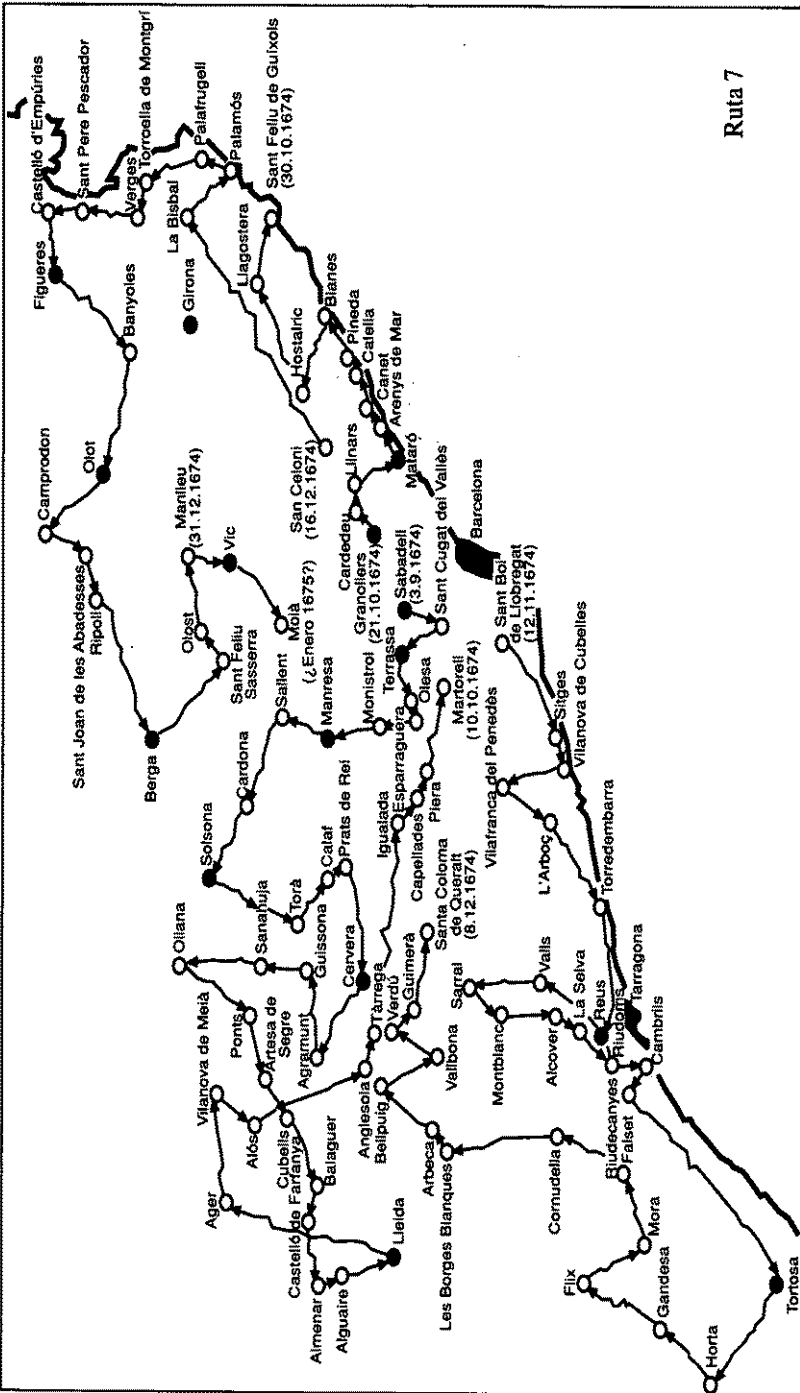 Castelló d'Empúries
Sant Pere Pescador
Figueres
Verges
Torroella de Montgrí
Palafrugell
Palamós
La Bisbal
Banyoles
Girona
Llagostera
Sant Feliu de Guíxols
(30.10.1674)
Hostalric
Blanes
Pineda
Calella
Canet
Arenys de Mar
Mataró
Camprodon
Olot
Sant Joan de les Abadesses
Ripoll
Manlleu
(31.12.1674)
Vic
Olost
Sant Feliu
Sasserra
Moià
(¿Enero 1675?)
San Celoni
(16.12.1674)
Llinars
Cardedeu
Granollers
(21.10.1674)
Sabadell
(3.9.1674)
Sant Cugat del Vallès
Barcelona
Berga
Sallent
Manresa
Monistrol
Terrassa
Olesa
Esparraguera
Martorell
(10.10.1674)
Sant Boi
de Llobregat
(12.11.1674)
Sitges
Vilanova de Cubelles
Vilafranca del Penedès
L'Arboç
Torredembarra
Cardona
Solsona
Torà
Calaf
Prats de Rei
Igualada
Capellades
Piera
Oliana
Sanahuja
Guissona
Cervera
Tàrrega
Verdú
Guimerà
Santa Coloma
de Queralt
(8.12.1674)
Ponts
Artesa de
Segre
Agramunt
Vilanova de Meià
Alós
Cubells
Anglesola
Bellpuig
Vallbona
Sarral
Valls
Montblanc
Alcover
La Selva
Reus
Riudoms
Tarragona
Cambrils
Riudecanyes
Falset
Ager
Castelló de Farfanya
Balaguer
Almenar
Alguaire
Lleida
Arbeca
Les Borges Blanques
Cornudella
Mora
Flix
Gandesa
Horta
Tortosa
Ruta 7